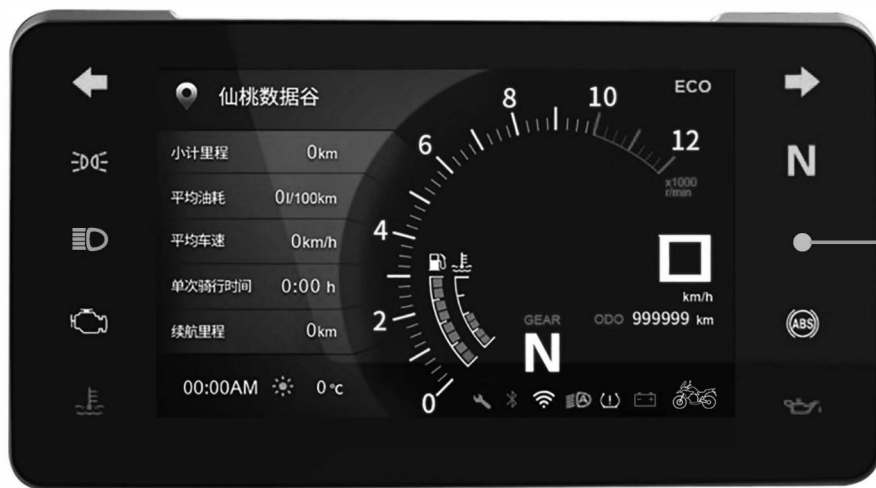 仙桃数据谷
ECO
小计里程 0km
平均油耗 0l/100km
平均车速 0km/h
单次骑行时间 0:00 h
续航里程 0km
00:00AM 0℃
0
2
4
6
8
10
12
x1000
r/min
0
km/h
GEAR
N
ODO 999999 km
N
ABS